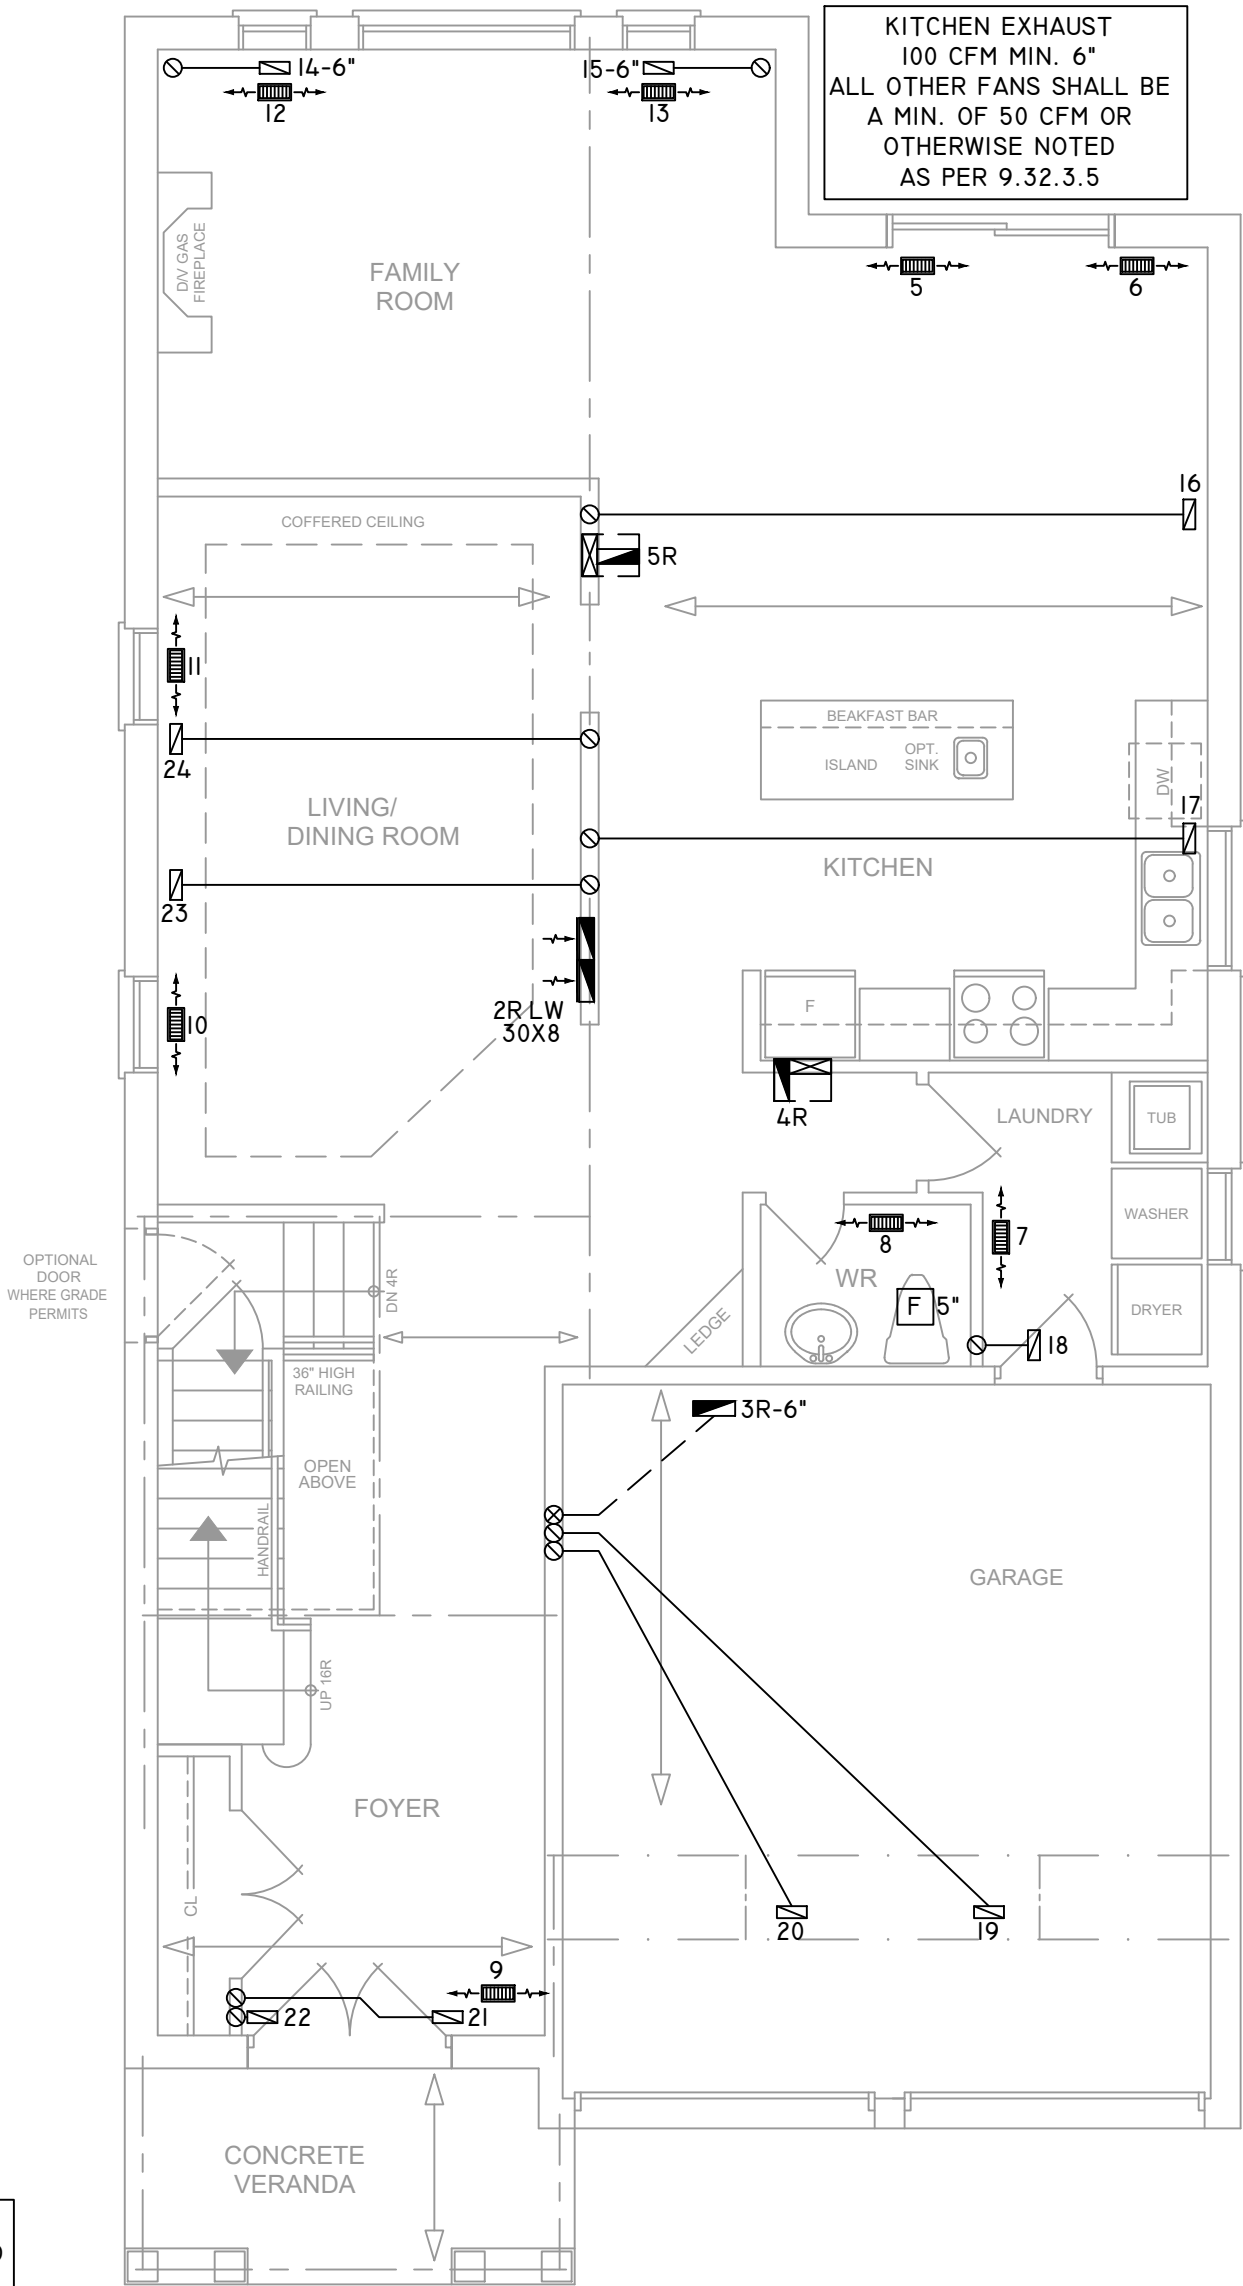 KITCHEN EXHAUST
100 CFM MIN. 6"
ALL OTHER FANS SHALL BE
A MIN. OF 50 CFM OR
OTHERWISE NOTED
AS PER 9.32.3.5
14-6"
15-6"
12
13
D/V GAS
FIREPLACE
FAMILY
ROOM
5
6
16
COFFERED CEILING
5R
11
24
BEAKFAST BAR
ISLAND
OPT.
SINK
DW
17
LIVING/
DINING ROOM
KITCHEN
23
10
2R LW
30X8
F
4R
LAUNDRY
TUB
WASHER
7
8
WR
F 5"
DRYER
18
OPTIONAL
DOOR
WHERE GRADE
PERMITS
DN 4R
LEDGE
36" HIGH
RAILING
3R-6"
OPEN
ABOVE
HANDRAIL
GARAGE
UP 16R
FOYER
CL
20
19
9
22
21
CONCRETE
VERANDA